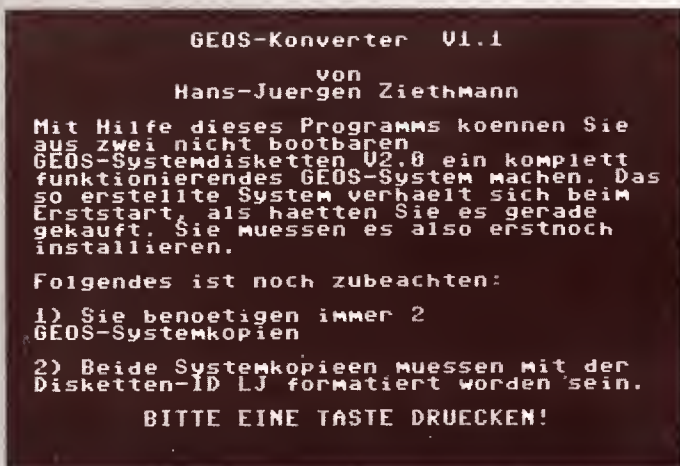 GEOS-Konverter V1.1
von
Hans-Juergen Ziethmann
Mit Hilfe dieses Programms koennen Sie
aus zwei nicht bootbaren
GEOS-Systemdisketten V2.0 ein komplett
funktionierendes GEOS-System machen. Das
so erstellte System verhaelt sich beim
Erststart, als haetten Sie es gerade
gekauft. Sie muessen es also erstnoch
installieren.
Folgendes ist noch zubeachten:
1) Sie benoetigen immer 2
GEOS-Systemkopien
2) Beide Systemkopieen muessen mit der
Disketten-ID LJ formatiert worden sein.
BITTE EINE TASTE DRUECKEN!